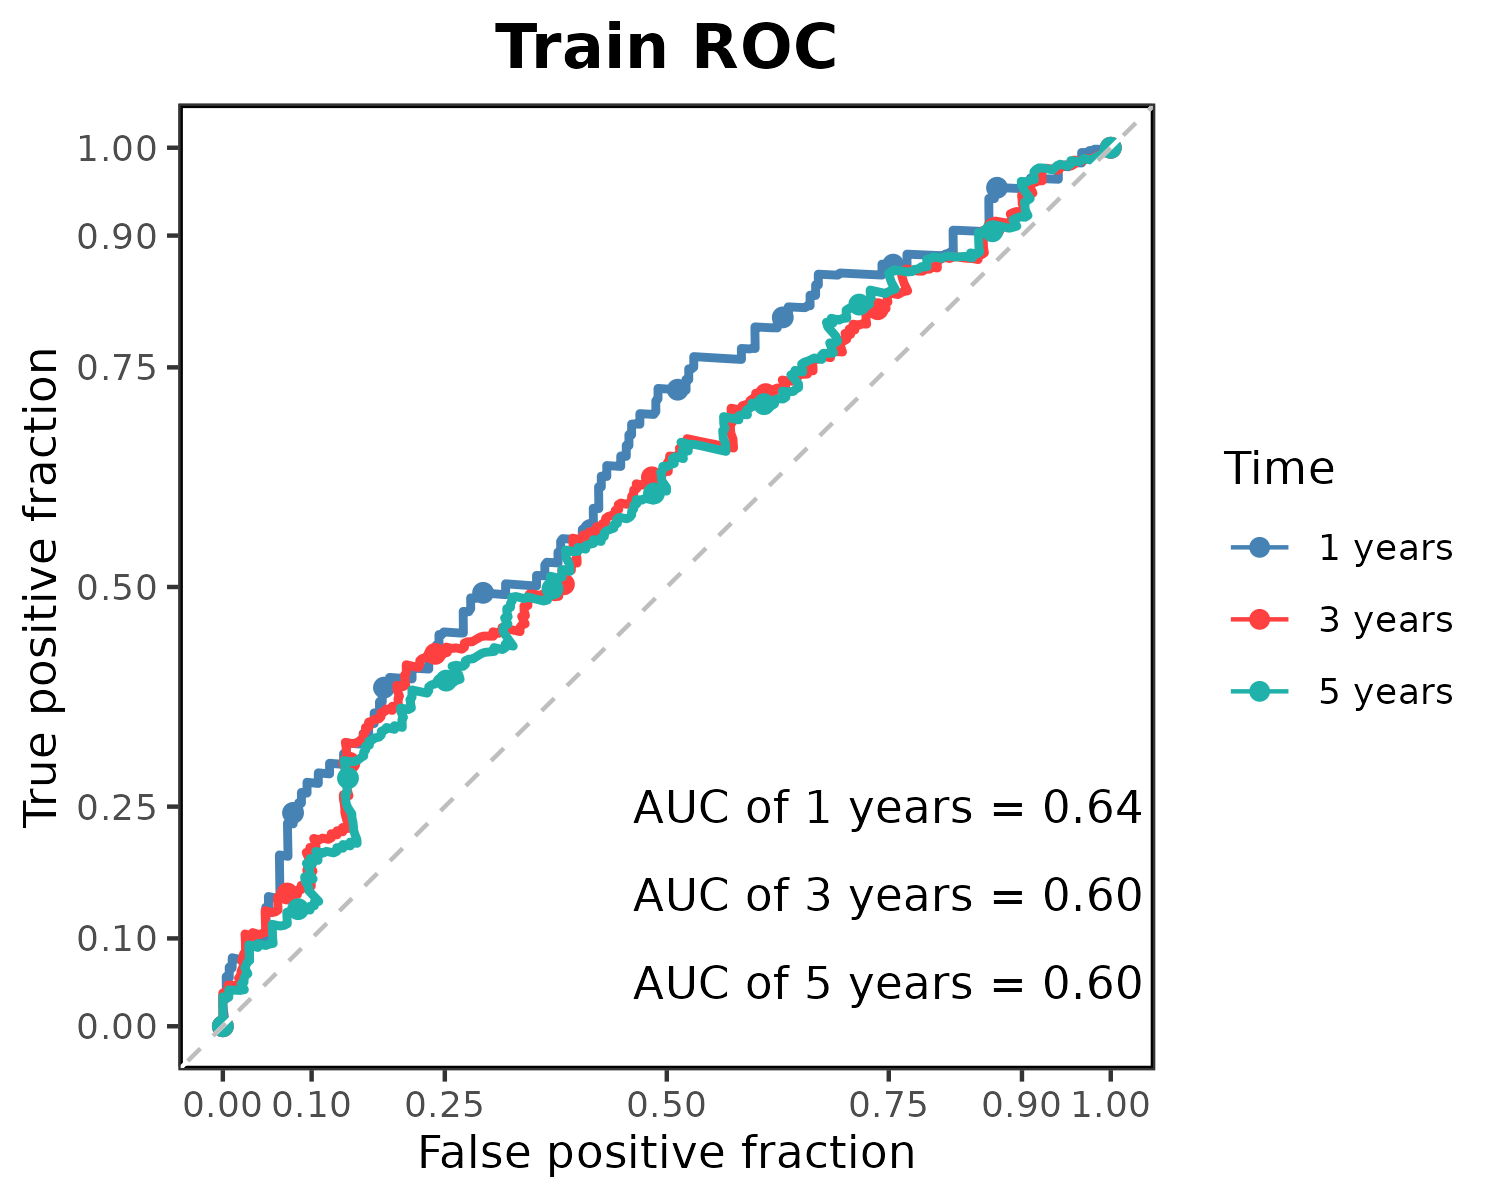 Train ROC
True positive fraction
1.00
0.90
0.75
0.50
0.25
0.10
0.00
AUC of 1 years = 0.64
AUC of 3 years = 0.60
AUC of 5 years = 0.60
0.00 0.10 0.25 0.50 0.75 0.90 1.00
False positive fraction
Time
1 years
3 years
5 years